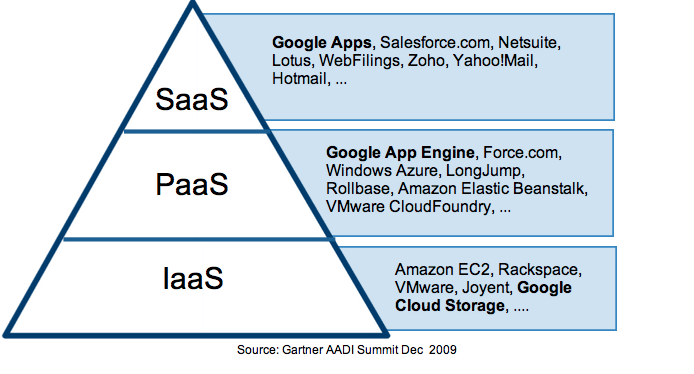 Google Apps, Salesforce.com, Netsuite,
Lotus, WebFilings, Zoho, Yahoo!Mail,
Hotmail, ...
SaaS
Google App Engine, Force.com,
Windows Azure, LongJump,
Rollbase, Amazon Elastic Beanstalk,
VMware CloudFoundry, ...
PaaS
Amazon EC2, Rackspace,
VMware, Joyent, Google
Cloud Storage, ....
IaaS
Source: Gartner AADI Summit Dec 2009